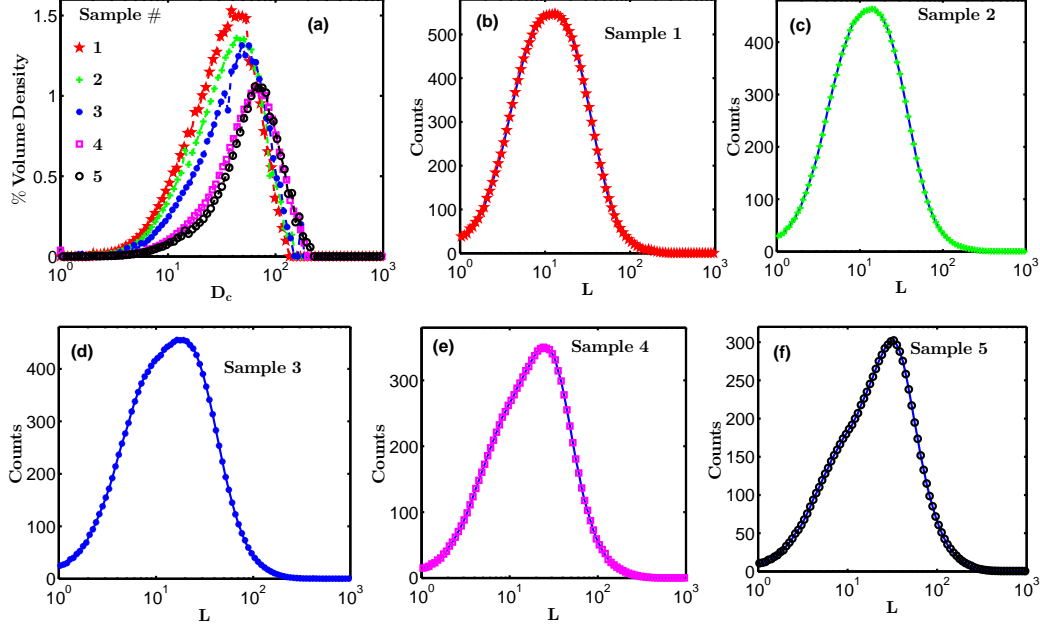 (a)
Sample #
1
2
3
4
5
% Volume Density
1.5
1
0.5
0
10^0
10^1
10^2
10^3
D_c
(b)
Sample 1
Counts
500
400
300
200
100
0
10^0
10^1
10^2
10^3
L
(c)
Sample 2
Counts
400
300
200
100
0
10^0
10^1
10^2
10^3
L
(d)
Sample 3
Counts
400
300
200
100
0
10^0
10^1
10^2
10^3
L
(e)
Sample 4
Counts
300
200
100
0
10^0
10^1
10^2
10^3
L
(f)
Sample 5
Counts
300
250
200
150
100
50
0
10^0
10^1
10^2
10^3
L